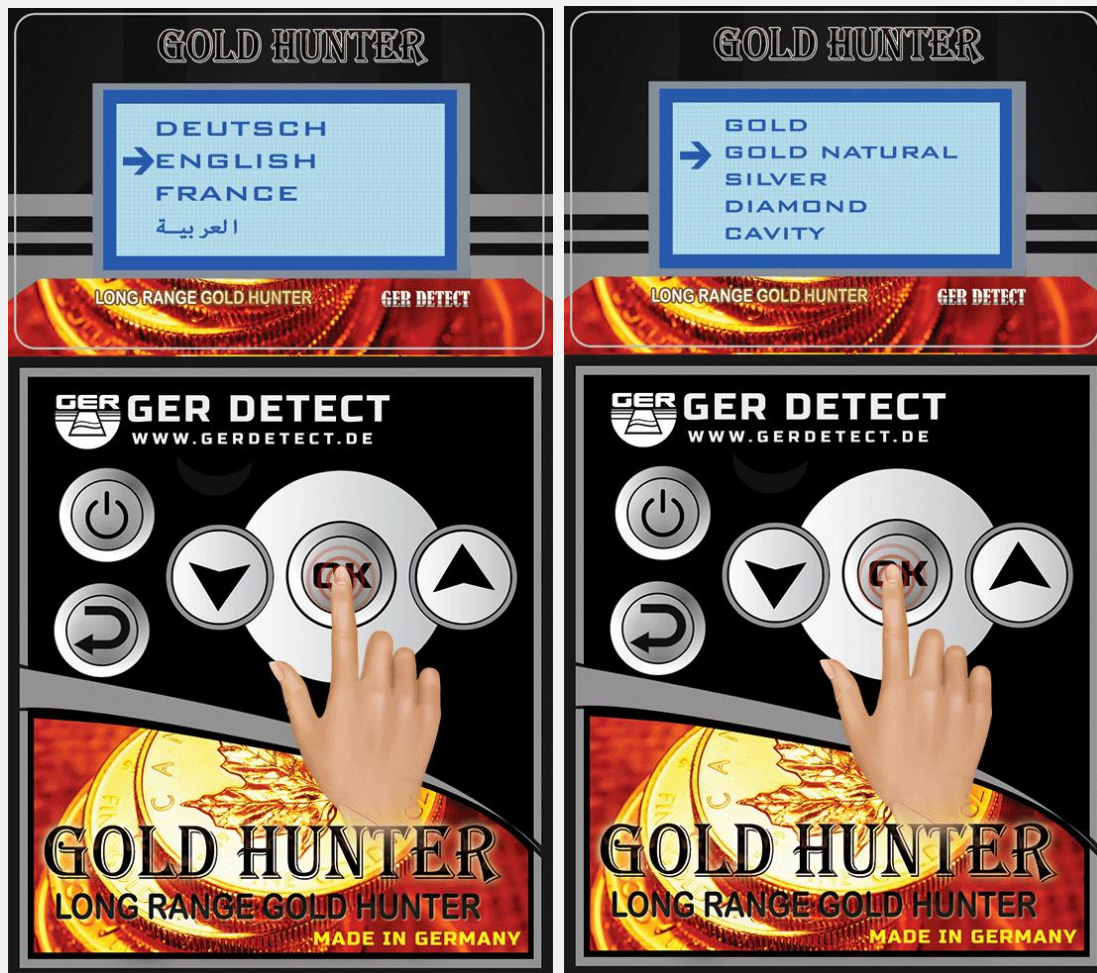 GOLD HUNTER
DEUTSCH
ENGLISH
FRANCE
العربية
LONG RANGE GOLD HUNTER
GER DETECT
GER
GER DETECT
WWW.GERDETECT.DE
OK
GOLD HUNTER
LONG RANGE GOLD HUNTER
MADE IN GERMANY
GOLD HUNTER
GOLD
GOLD NATURAL
SILVER
DIAMOND
CAVITY
LONG RANGE GOLD HUNTER
GER DETECT
GER
GER DETECT
WWW.GERDETECT.DE
OK
GOLD HUNTER
LONG RANGE GOLD HUNTER
MADE IN GERMANY